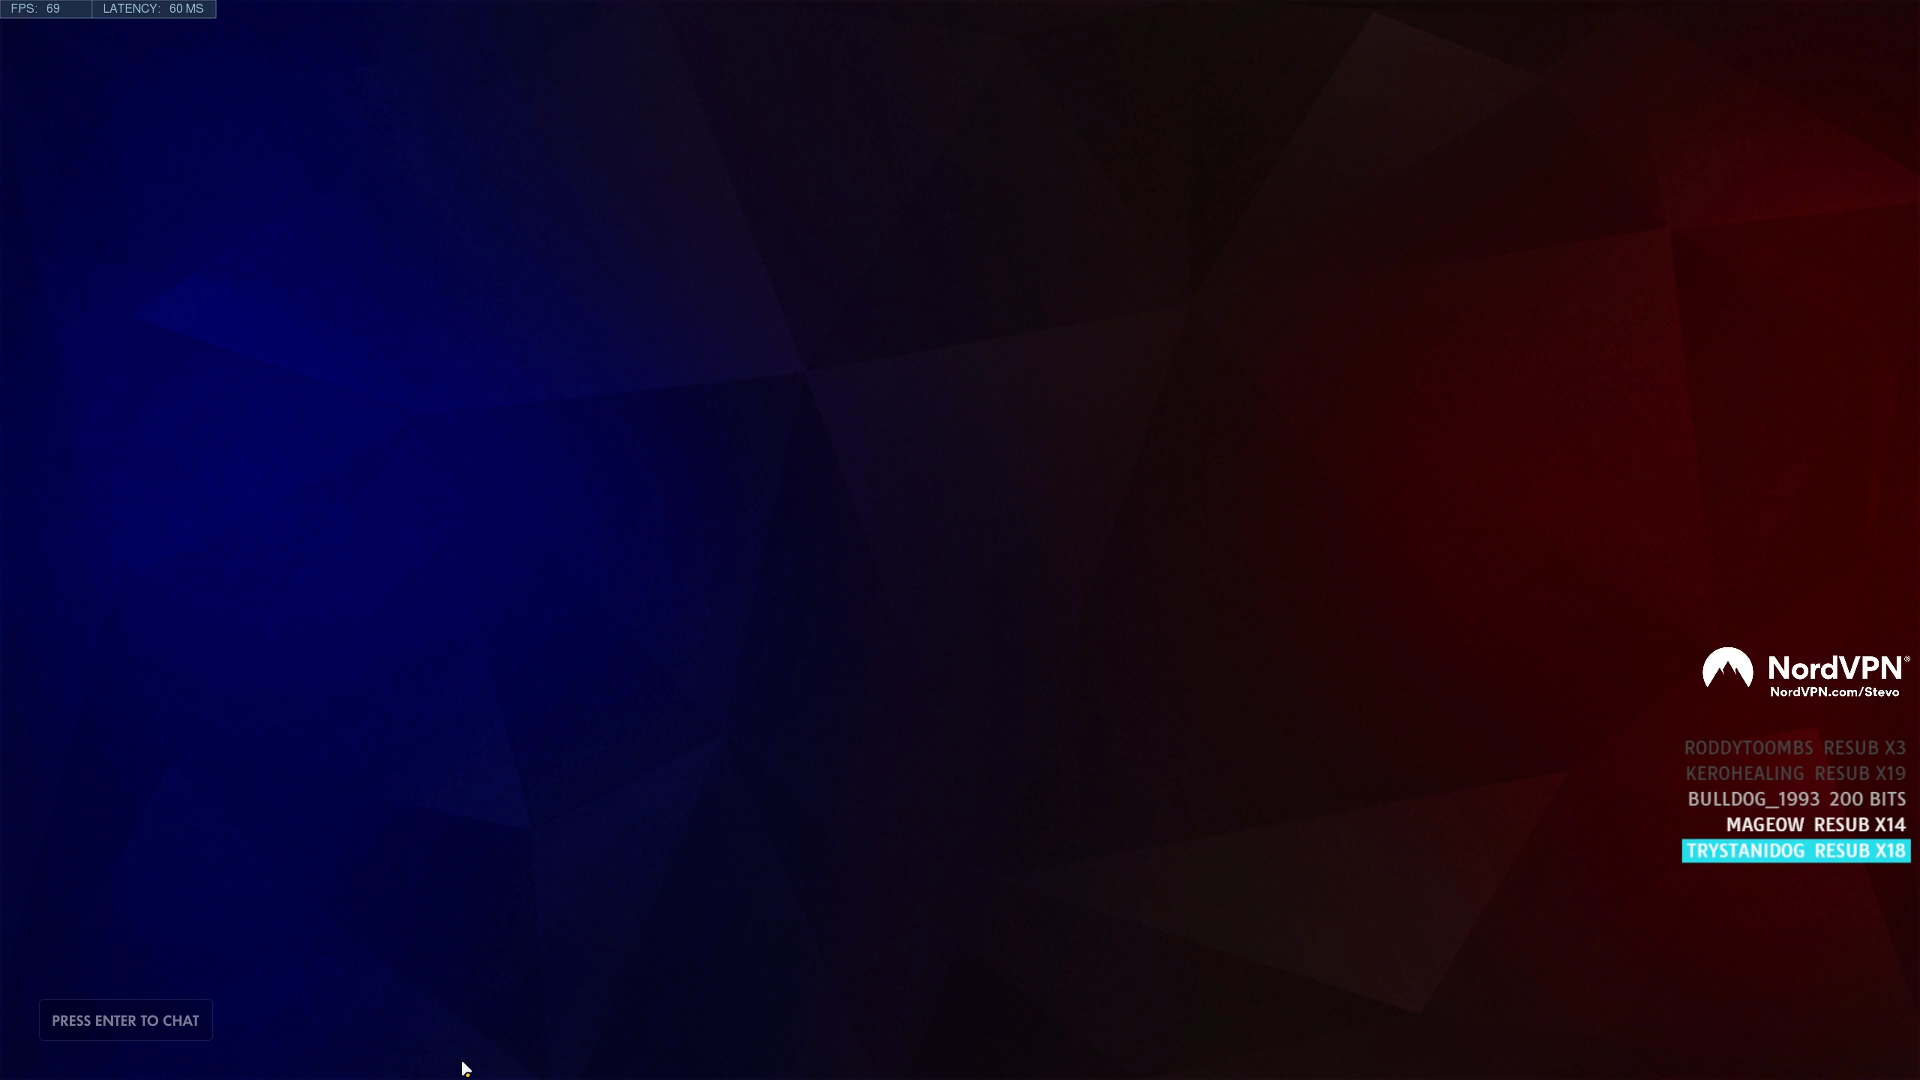 FPS: 69 LATENCY: 60 MS
NordVPN®
NordVPN.com/Stevo
RODDYTOOMBS RESUB X3
KEROHEALING RESUB X19
BULLDOG_1993 200 BITS
MAGEOW RESUB X14
TRYSTANIDOG RESUB X18
PRESS ENTER TO CHAT